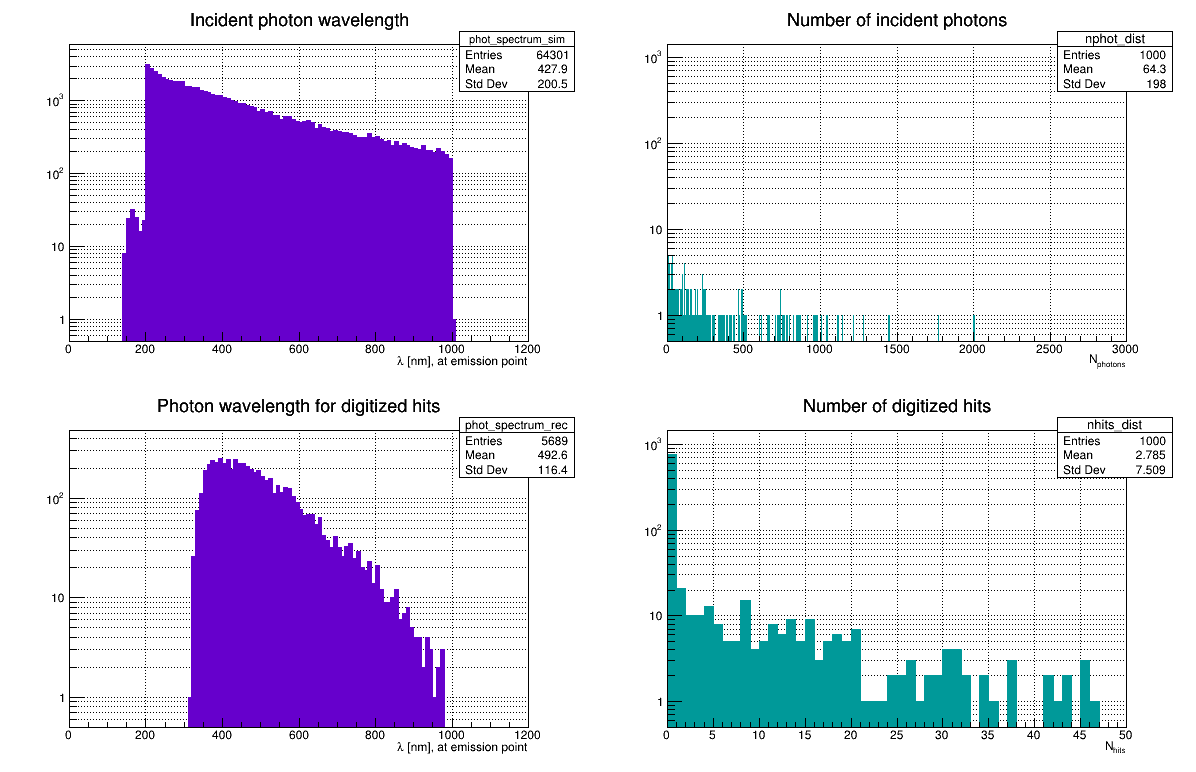 Incident photon wavelength
phot_spectrum_sim
Entries 64301
Mean 427.9
Std Dev 200.5
10³
10²
10
1
0 200 400 600 800 1000 1200
λ [nm], at emission point
Number of incident photons
nphot_dist
Entries 1000
Mean 64.3
Std Dev 198
10³
10²
10
1
0 500 1000 1500 2000 2500 3000
Nphotons
Photon wavelength for digitized hits
phot_spectrum_rec
Entries 5689
Mean 492.6
Std Dev 116.4
10²
10
1
0 200 400 600 800 1000 1200
λ [nm], at emission point
Number of digitized hits
nhits_dist
Entries 1000
Mean 2.785
Std Dev 7.509
10³
10²
10
1
0 5 10 15 20 25 30 35 40 45 50
Nhits